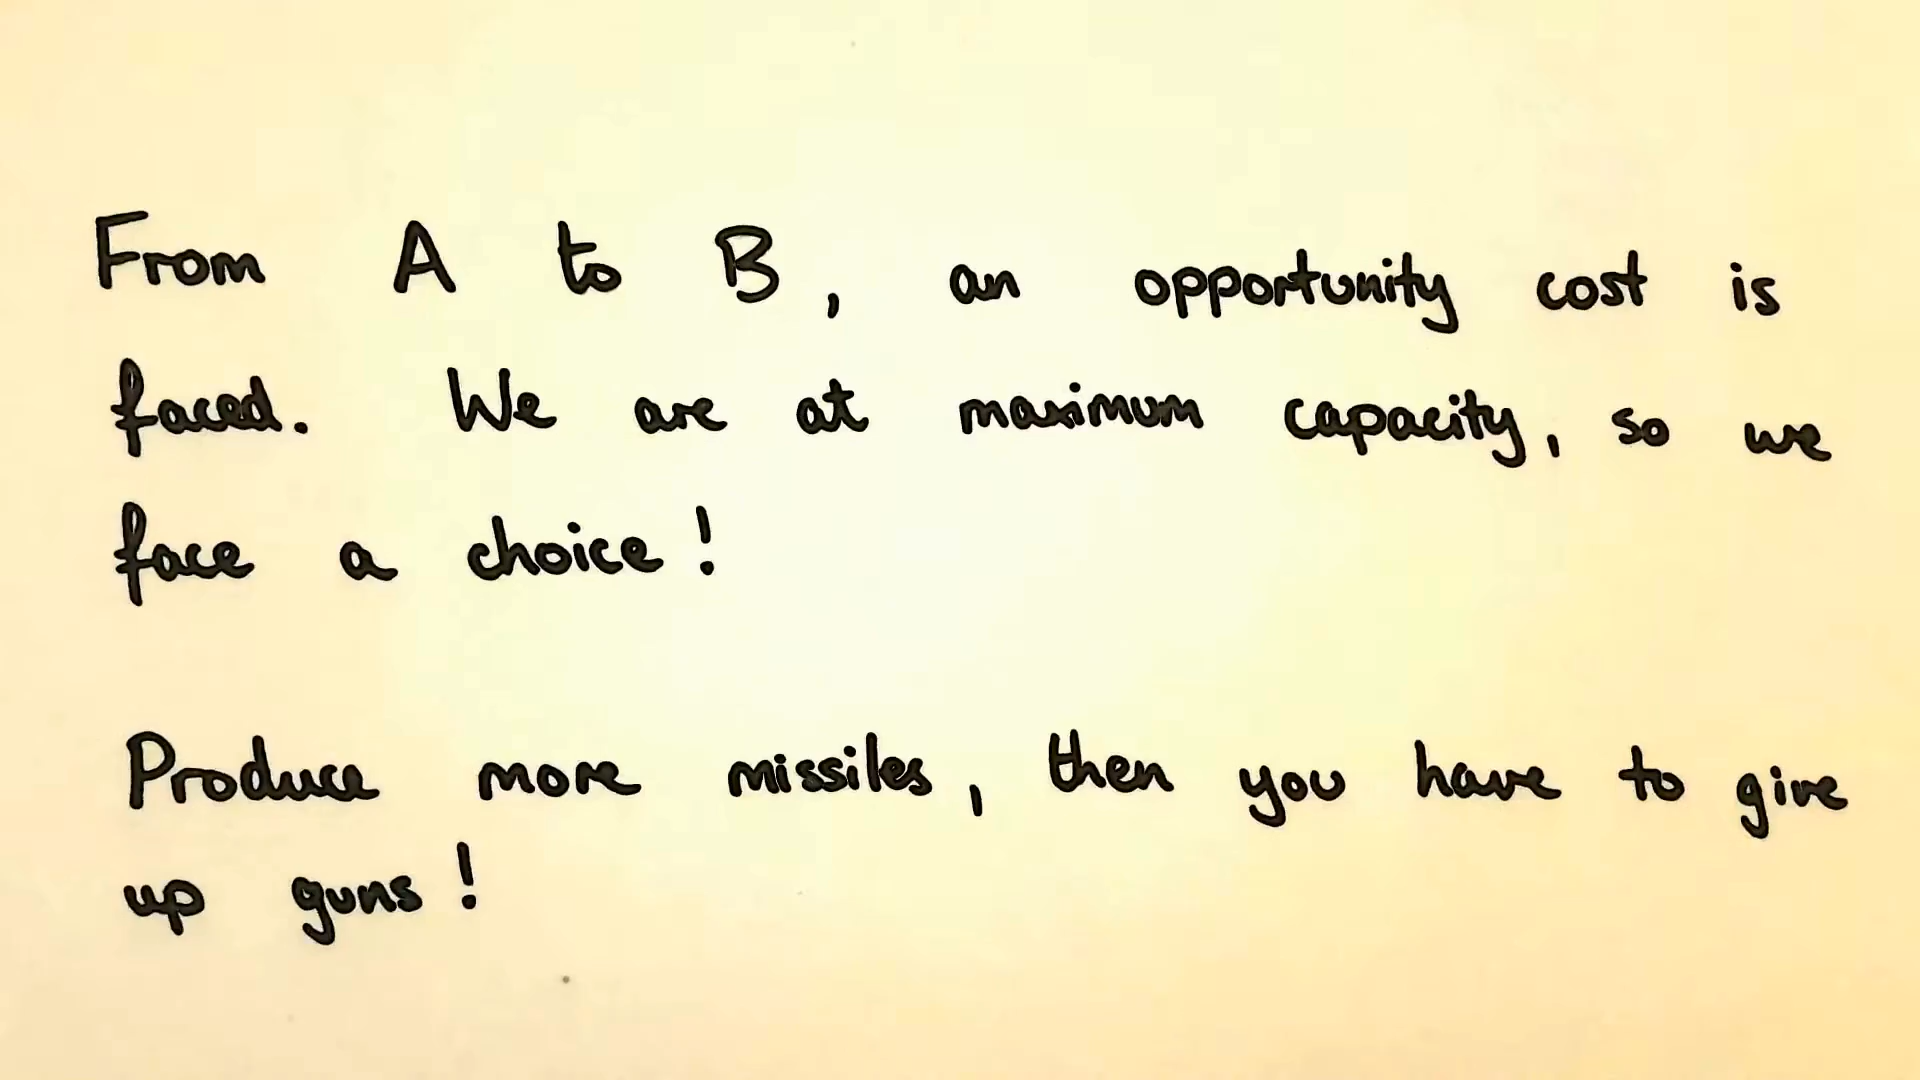 From A to B, an opportunity cost is
faced. We are at maximum capacity, so we
face a choice!
Produce more missiles, then you have to give
up guns!